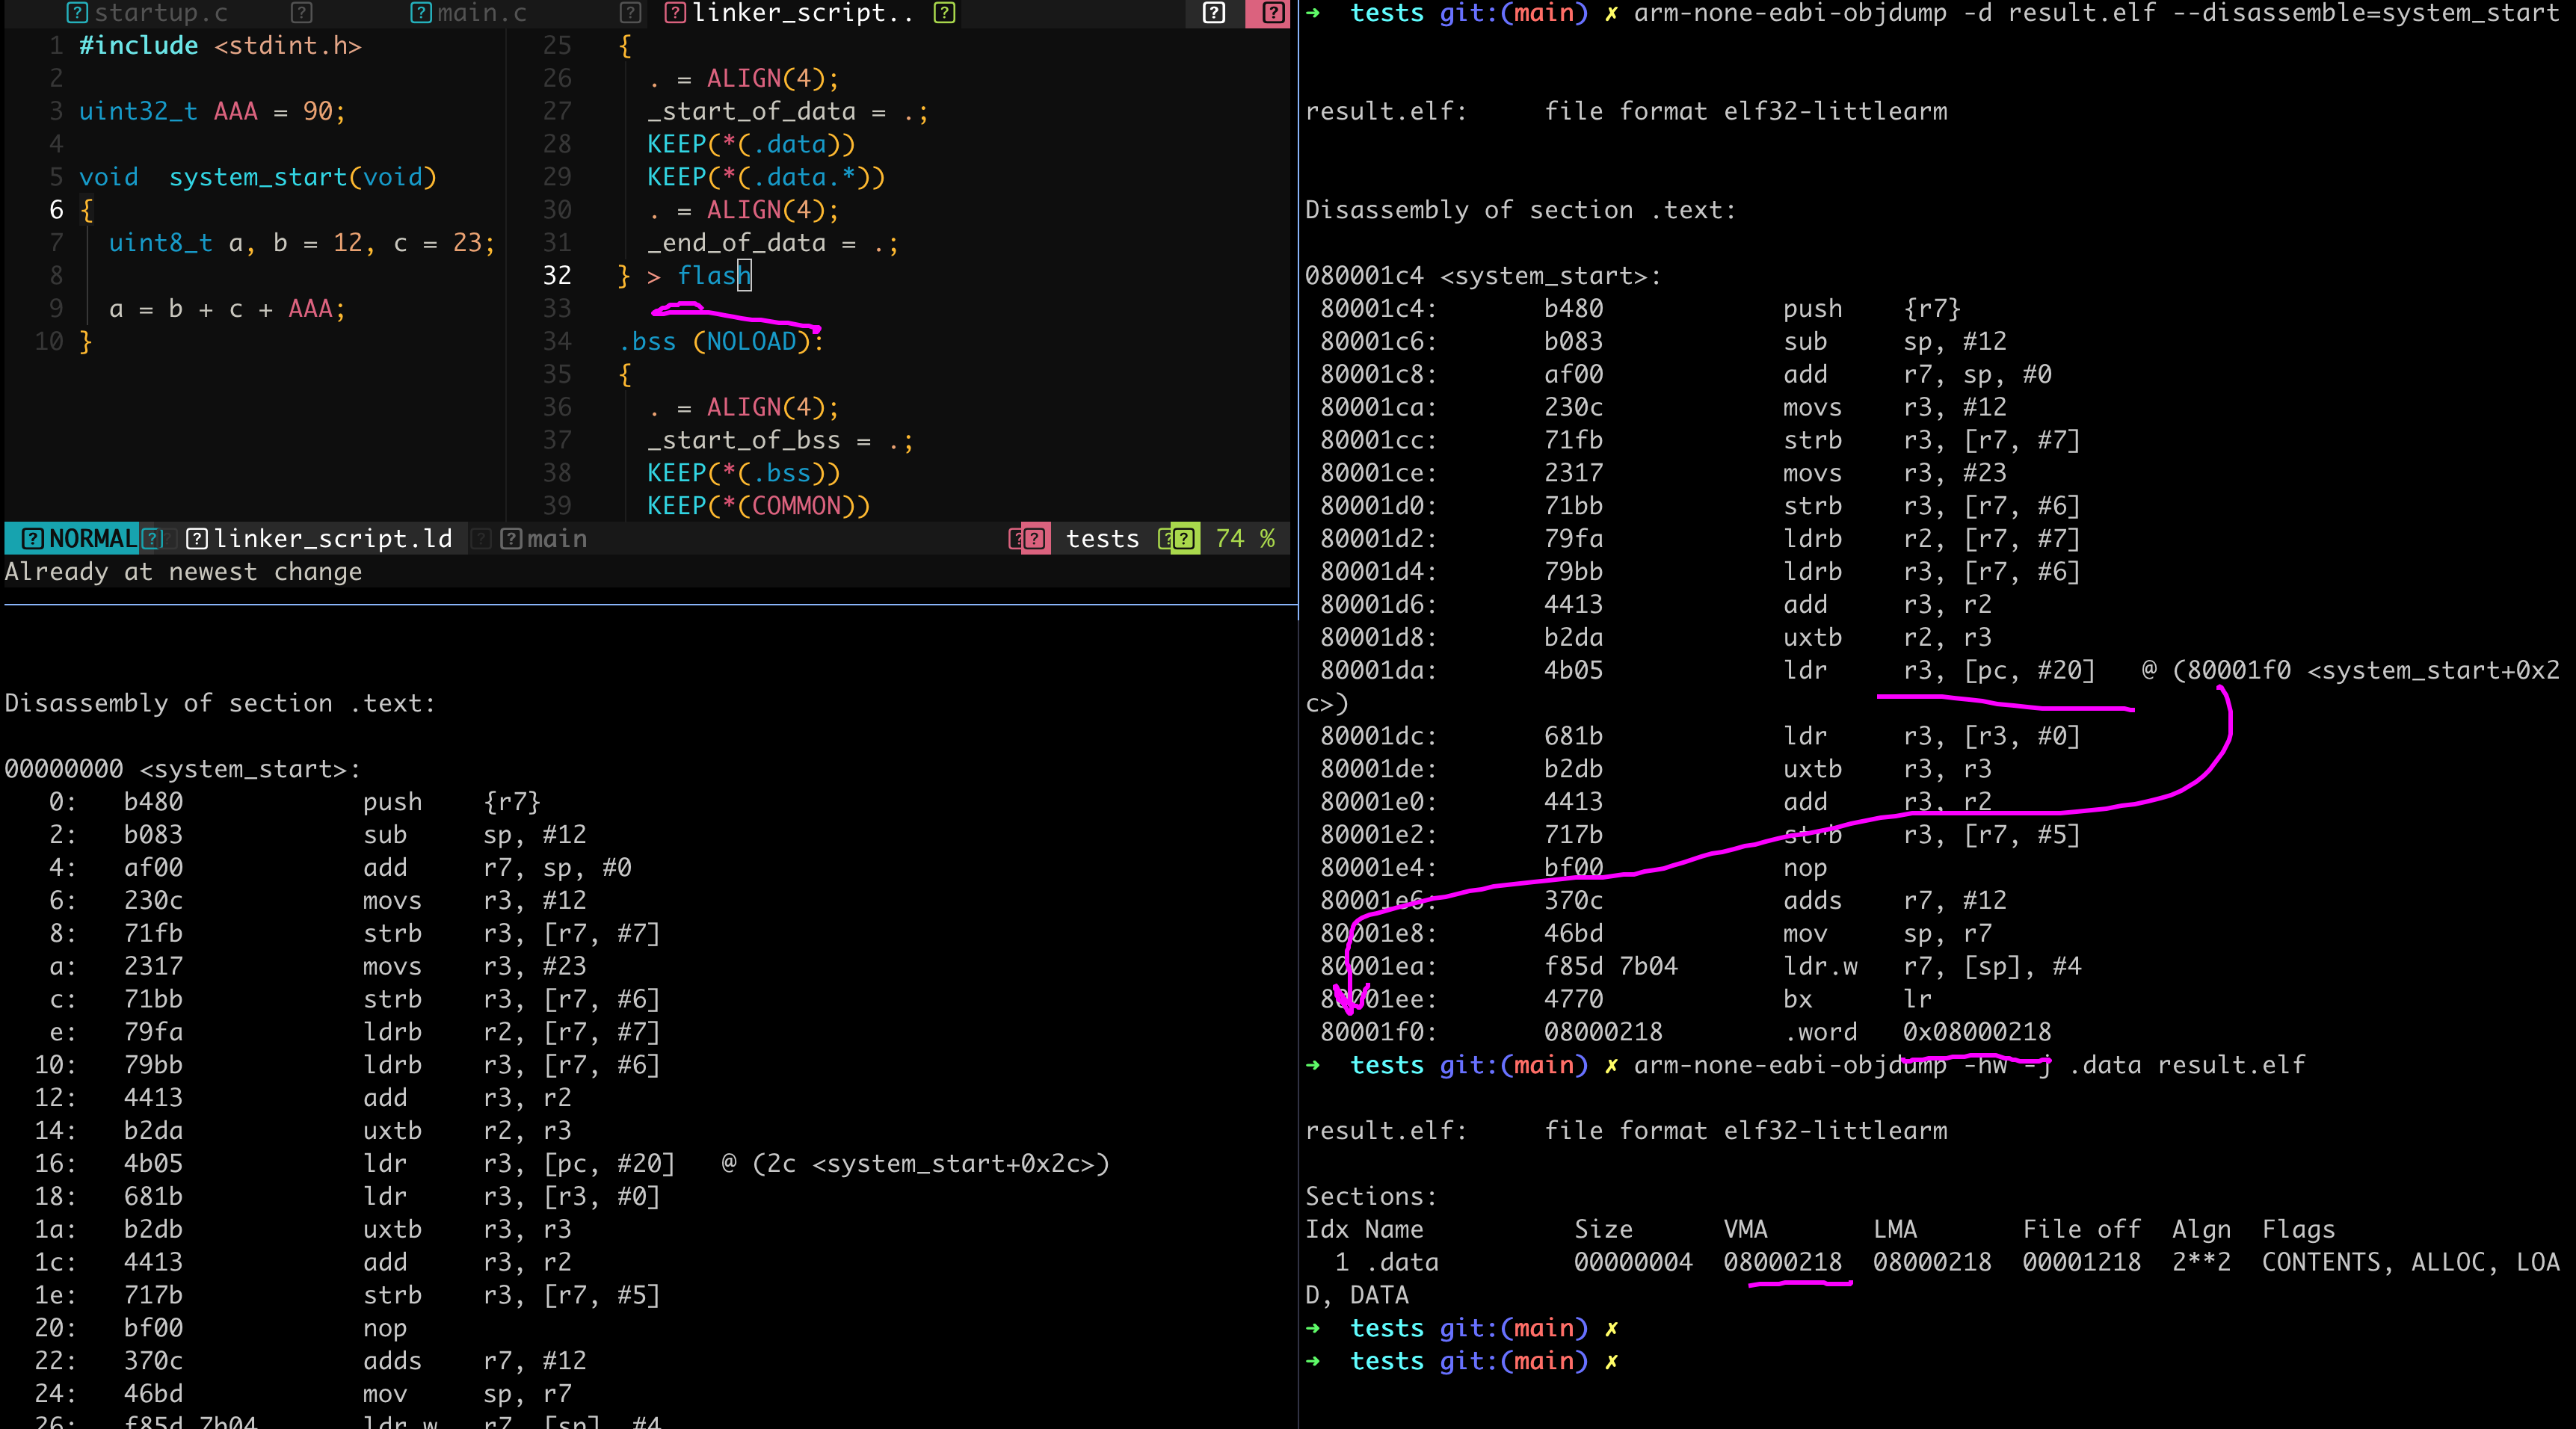 startup.c main.c linker_script..
1 #include <stdint.h>
2
3 uint32_t AAA = 90;
4
5 void  system_start(void)
6 {
7   uint8_t a, b = 12, c = 23;
8
9   a = b + c + AAA;
10 }
25 {
26   . = ALIGN(4);
27   _start_of_data = .;
28   KEEP(*(.data))
29   KEEP(*(.data.*))
30   . = ALIGN(4);
31   _end_of_data = .;
32 } > flash
33
34 .bss (NOLOAD):
35 {
36   . = ALIGN(4);
37   _start_of_bss = .;
38   KEEP(*(.bss))
39   KEEP(*(COMMON))
NORMAL linker_script.ld main tests 74 %
Already at newest change
Disassembly of section .text:
00000000 <system_start>:
0: b480 push {r7}
2: b083 sub sp, #12
4: af00 add r7, sp, #0
6: 230c movs r3, #12
8: 71fb strb r3, [r7, #7]
a: 2317 movs r3, #23
c: 71bb strb r3, [r7, #6]
e: 79fa ldrb r2, [r7, #7]
10: 79bb ldrb r3, [r7, #6]
12: 4413 add r3, r2
14: b2da uxtb r2, r3
16: 4b05 ldr r3, [pc, #20] @ (2c <system_start+0x2c>)
18: 681b ldr r3, [r3, #0]
1a: b2db uxtb r3, r3
1c: 4413 add r3, r2
1e: 717b strb r3, [r7, #5]
20: bf00 nop
22: 370c adds r7, #12
24: 46bd mov sp, r7
26: f85d 7b04 ldr.w r7, [sp], #4
➜ tests git:(main) ✗ arm-none-eabi-objdump -d result.elf --disassemble=system_start
result.elf: file format elf32-littlearm
Disassembly of section .text:
080001c4 <system_start>:
80001c4: b480 push {r7}
80001c6: b083 sub sp, #12
80001c8: af00 add r7, sp, #0
80001ca: 230c movs r3, #12
80001cc: 71fb strb r3, [r7, #7]
80001ce: 2317 movs r3, #23
80001d0: 71bb strb r3, [r7, #6]
80001d2: 79fa ldrb r2, [r7, #7]
80001d4: 79bb ldrb r3, [r7, #6]
80001d6: 4413 add r3, r2
80001d8: b2da uxtb r2, r3
80001da: 4b05 ldr r3, [pc, #20] @ (80001f0 <system_start+0x2
c>)
80001dc: 681b ldr r3, [r3, #0]
80001de: b2db uxtb r3, r3
80001e0: 4413 add r3, r2
80001e2: 717b strb r3, [r7, #5]
80001e4: bf00 nop
80001e6: 370c adds r7, #12
80001e8: 46bd mov sp, r7
80001ea: f85d 7b04 ldr.w r7, [sp], #4
80001ee: 4770 bx lr
80001f0: 08000218 .word 0x08000218
➜ tests git:(main) ✗ arm-none-eabi-objdump -hw -j .data result.elf
result.elf: file format elf32-littlearm
Sections:
Idx Name Size VMA LMA File off Algn Flags
1 .data 00000004 08000218 08000218 00001218 2**2 CONTENTS, ALLOC, LOA
D, DATA
➜ tests git:(main) ✗
➜ tests git:(main) ✗